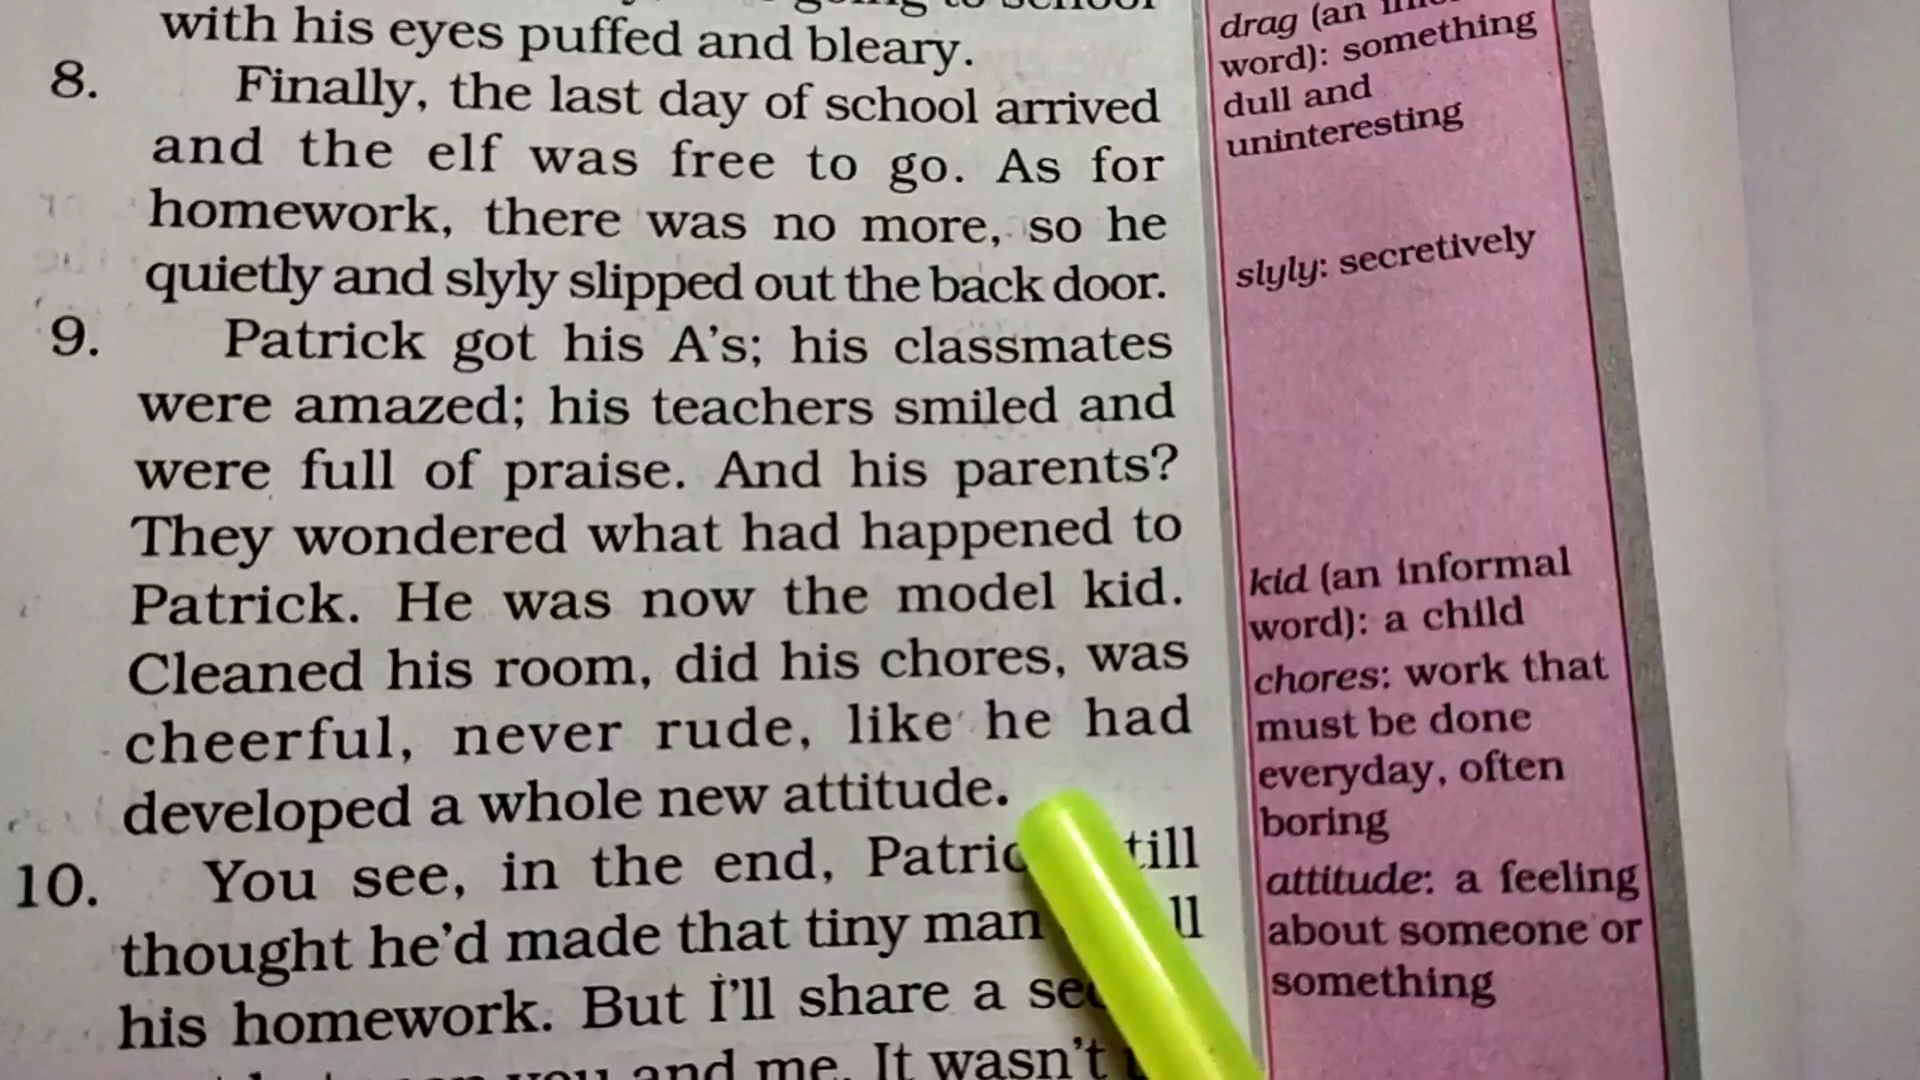 with his eyes puffed and bleary.
8. Finally, the last day of school arrived
and the elf was free to go. As for
homework, there was no more, so he
quietly and slyly slipped out the back door.
9. Patrick got his A's; his classmates
were amazed; his teachers smiled and
were full of praise. And his parents?
They wondered what had happened to
Patrick. He was now the model kid.
Cleaned his room, did his chores, was
cheerful, never rude, like he had
developed a whole new attitude.
10. You see, in the end,
thought he'd made that tiny man
his homework. But I'll share a
you and me. It wasn't
drag (an
word): something
dull and
uninteresting
slyly: secretively
kid (an informal
word): a child
chores: work that
must be done
everyday, often
boring
attitude: a feeling
about someone or
something